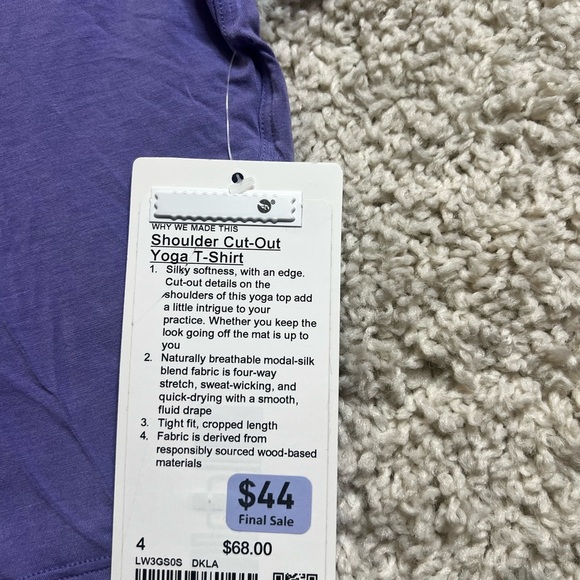 WHY WE MADE THIS
Shoulder Cut-Out
Yoga T-Shirt
1. Silky softness, with an edge.
Cut-out details on the
shoulders of this yoga top add
a little intrigue to your
practice. Whether you keep the
look going off the mat is up to
you
2. Naturally breathable modal-silk
blend fabric is four-way
stretch, sweat-wicking, and
quick-drying with a smooth,
fluid drape
3. Tight fit, cropped length
4. Fabric is derived from
responsibly sourced wood-based
materials
$44
Final Sale
4 $68.00
LW3GS0S DKLA